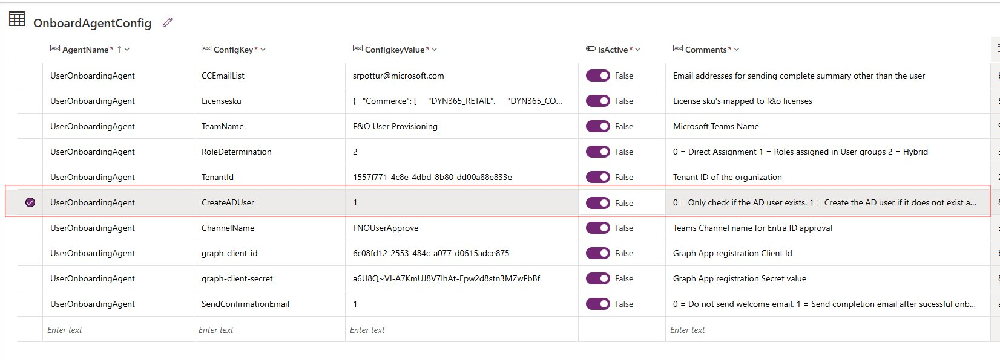 OnboardAgentConfig
Abc AgentName* ↑ Abc ConfigKey* Abc ConfigkeyValue* IsActive* Abc Comments*
UserOnboardingAgent CCEmailList srpottur@microsoft.com False Email addresses for sending complete summary other than the user
UserOnboardingAgent Licensesku { "Commerce": [ "DYN365_RETAIL", "DYN365_CO... False License sku's mapped to f&o licenses
UserOnboardingAgent TeamName F&O User Provisioning False Microsoft Teams Name
UserOnboardingAgent RoleDetermination 2 False 0 = Direct Assignment 1 = Roles assigned in User groups 2 = Hybrid
UserOnboardingAgent TenantId 1557f771-4c8e-4dbd-8b80-dd00a88e833e False Tenant ID of the organization
UserOnboardingAgent CreateADUser 1 False 0 = Only check if the AD user exists. 1 = Create the AD user if it does not exist a...
UserOnboardingAgent ChannelName FNOUserApprove False Teams Channel name for Entra ID approval
UserOnboardingAgent graph-client-id 6c08fd12-2553-484c-a077-d0615adce875 False Graph App registration Client Id
UserOnboardingAgent graph-client-secret a6U8Q~VI-A7KmUJ8V7lhAt-Epw2d8stn3MZwFbBf False Graph App registration Secret value
UserOnboardingAgent SendConfirmationEmail 1 False 0 = Do not send welcome email. 1 = Send completion email after sucessful onb...
Enter text Enter text Enter text Enter text